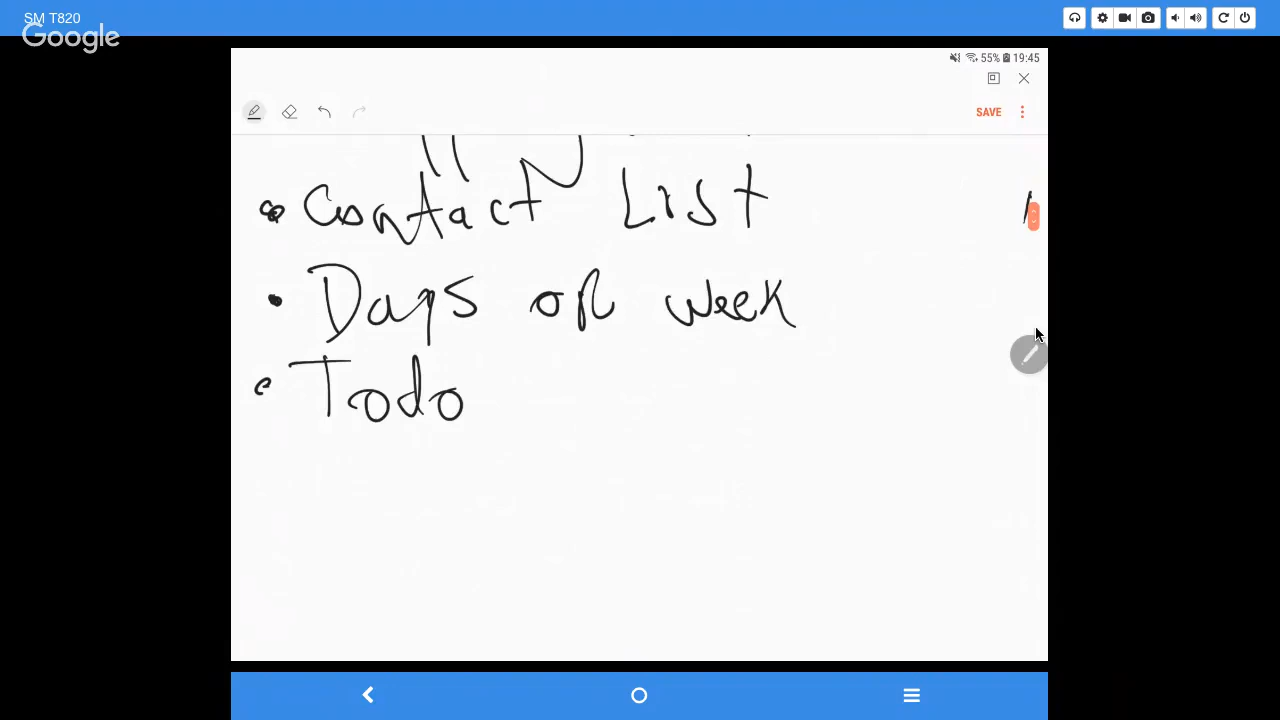 SM T820
Google
55% 19:45
SAVE
• Contact List
• Days of week
• Todo